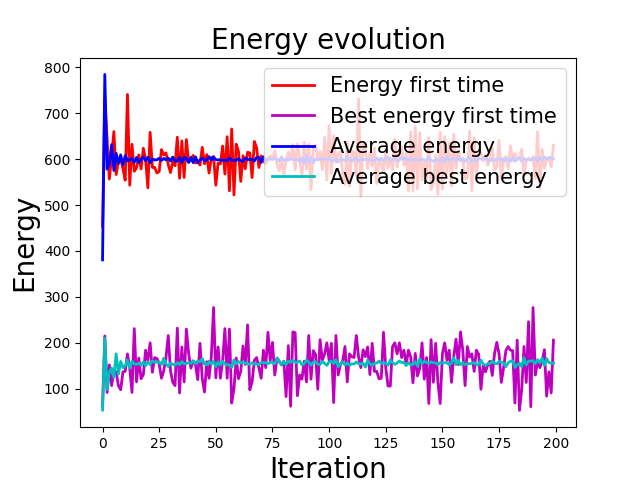 Energy evolution
Energy first time
Best energy first time
Average energy
Average best energy
Energy
800
700
600
500
400
300
200
100
0
25
50
75
100
125
150
175
200
Iteration